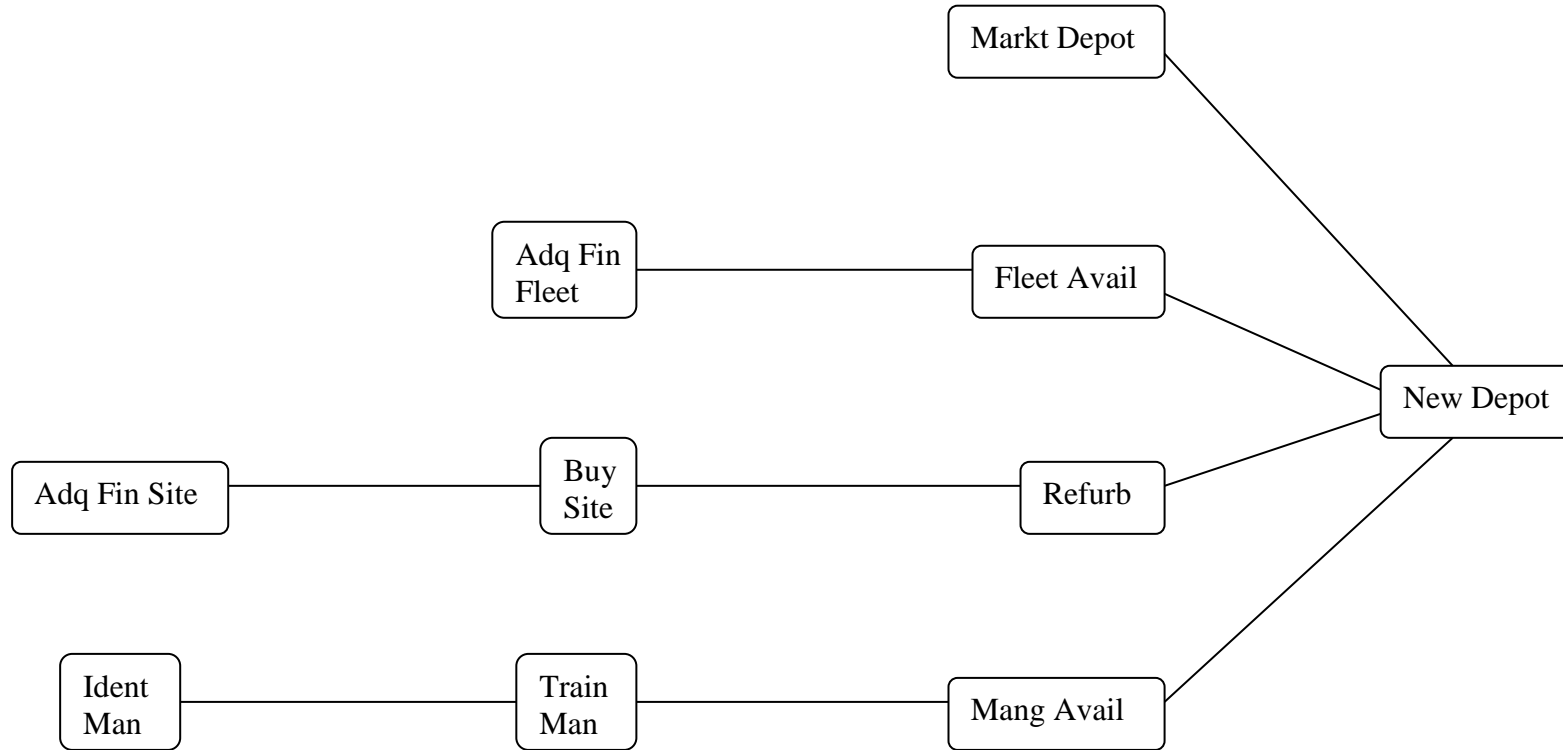 Markt Depot
Adq Fin
Fleet
Fleet Avail
New Depot
Adq Fin Site
Buy
Site
Refurb
Ident
Man
Train
Man
Mang Avail